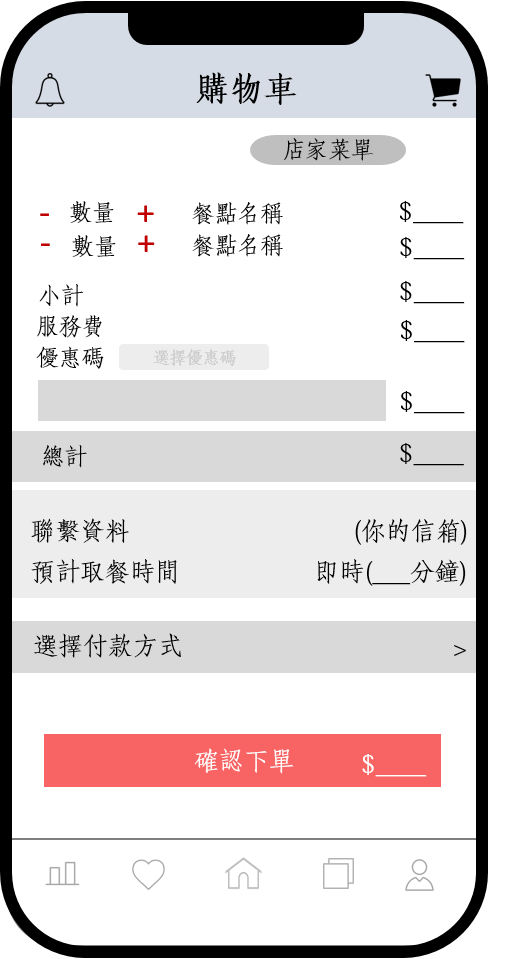 購物車
店家菜單
- 數量 + 餐點名稱 $____
- 數量 + 餐點名稱 $____
小計 $____
服務費 $____
優惠碼 選擇優惠碼
$____
總計 $____
聯繫資料 (你的信箱)
預計取餐時間 即時(___分鐘)
選擇付款方式 >
確認下單 $____